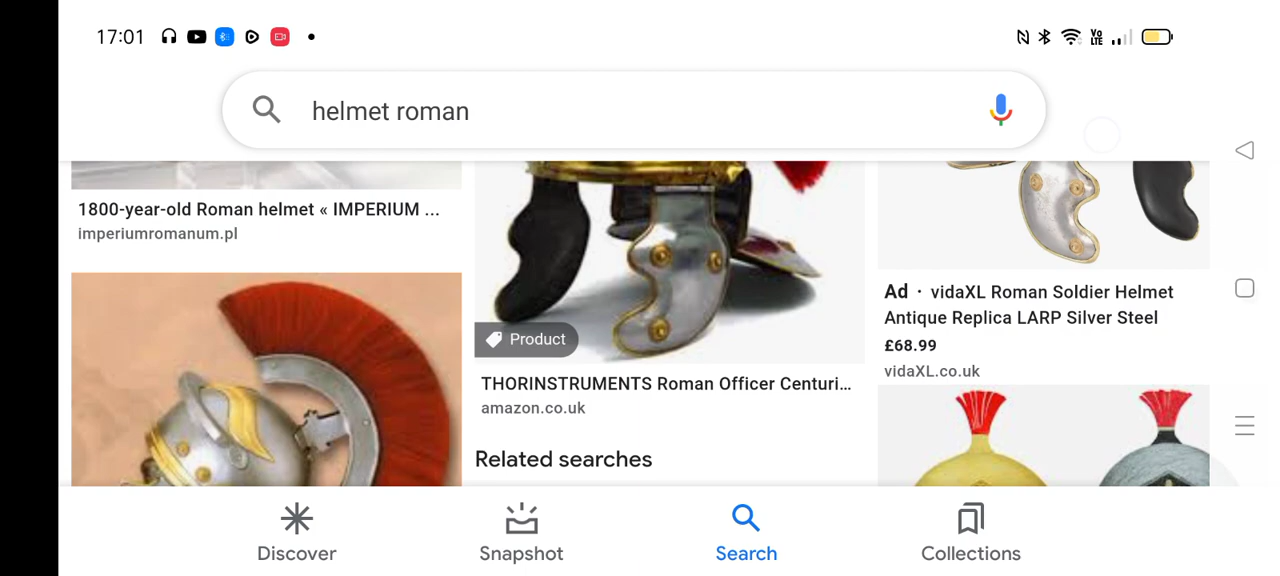 17:01
VO
LTE
helmet roman
1800-year-old Roman helmet « IMPERIUM ...
imperiumromanum.pl
Product
THORINSTRUMENTS Roman Officer Centuri...
amazon.co.uk
Related searches
Ad · vidaXL Roman Soldier Helmet
Antique Replica LARP Silver Steel
£68.99
vidaXL.co.uk
Discover
Snapshot
Search
Collections